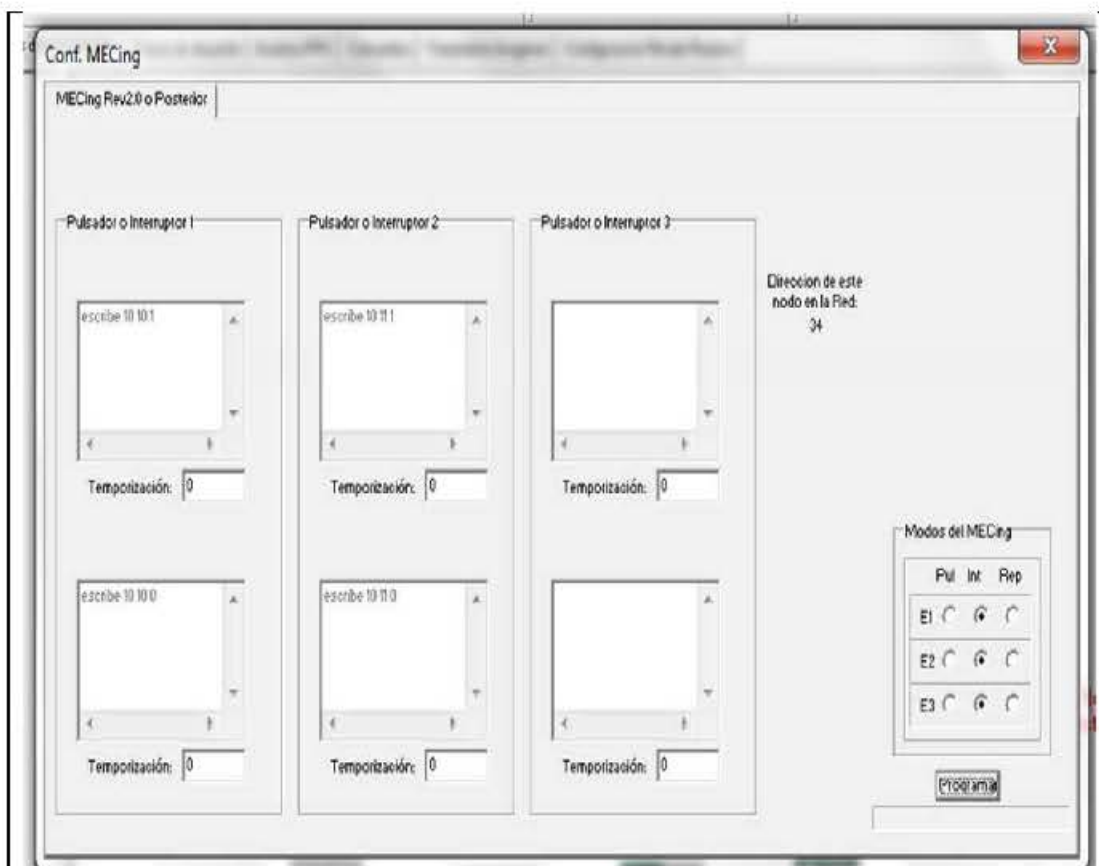 Conf. MECing
MECing Rev2.0 o Posterior
Pulsador o Interruptor 1
escribe 10 10 1
Temporización: 0
escribe 10 10 0
Temporización: 0
Pulsador o Interruptor 2
escribe 10 11 1
Temporización: 0
escribe 10 11 0
Temporización: 0
Pulsador o Interruptor 3
Temporización: 0
Temporización: 0
Direccion de este
nodo en la Red:
34
Modos del MECing
Pul Int Rep
E1
E2
E3
Programar